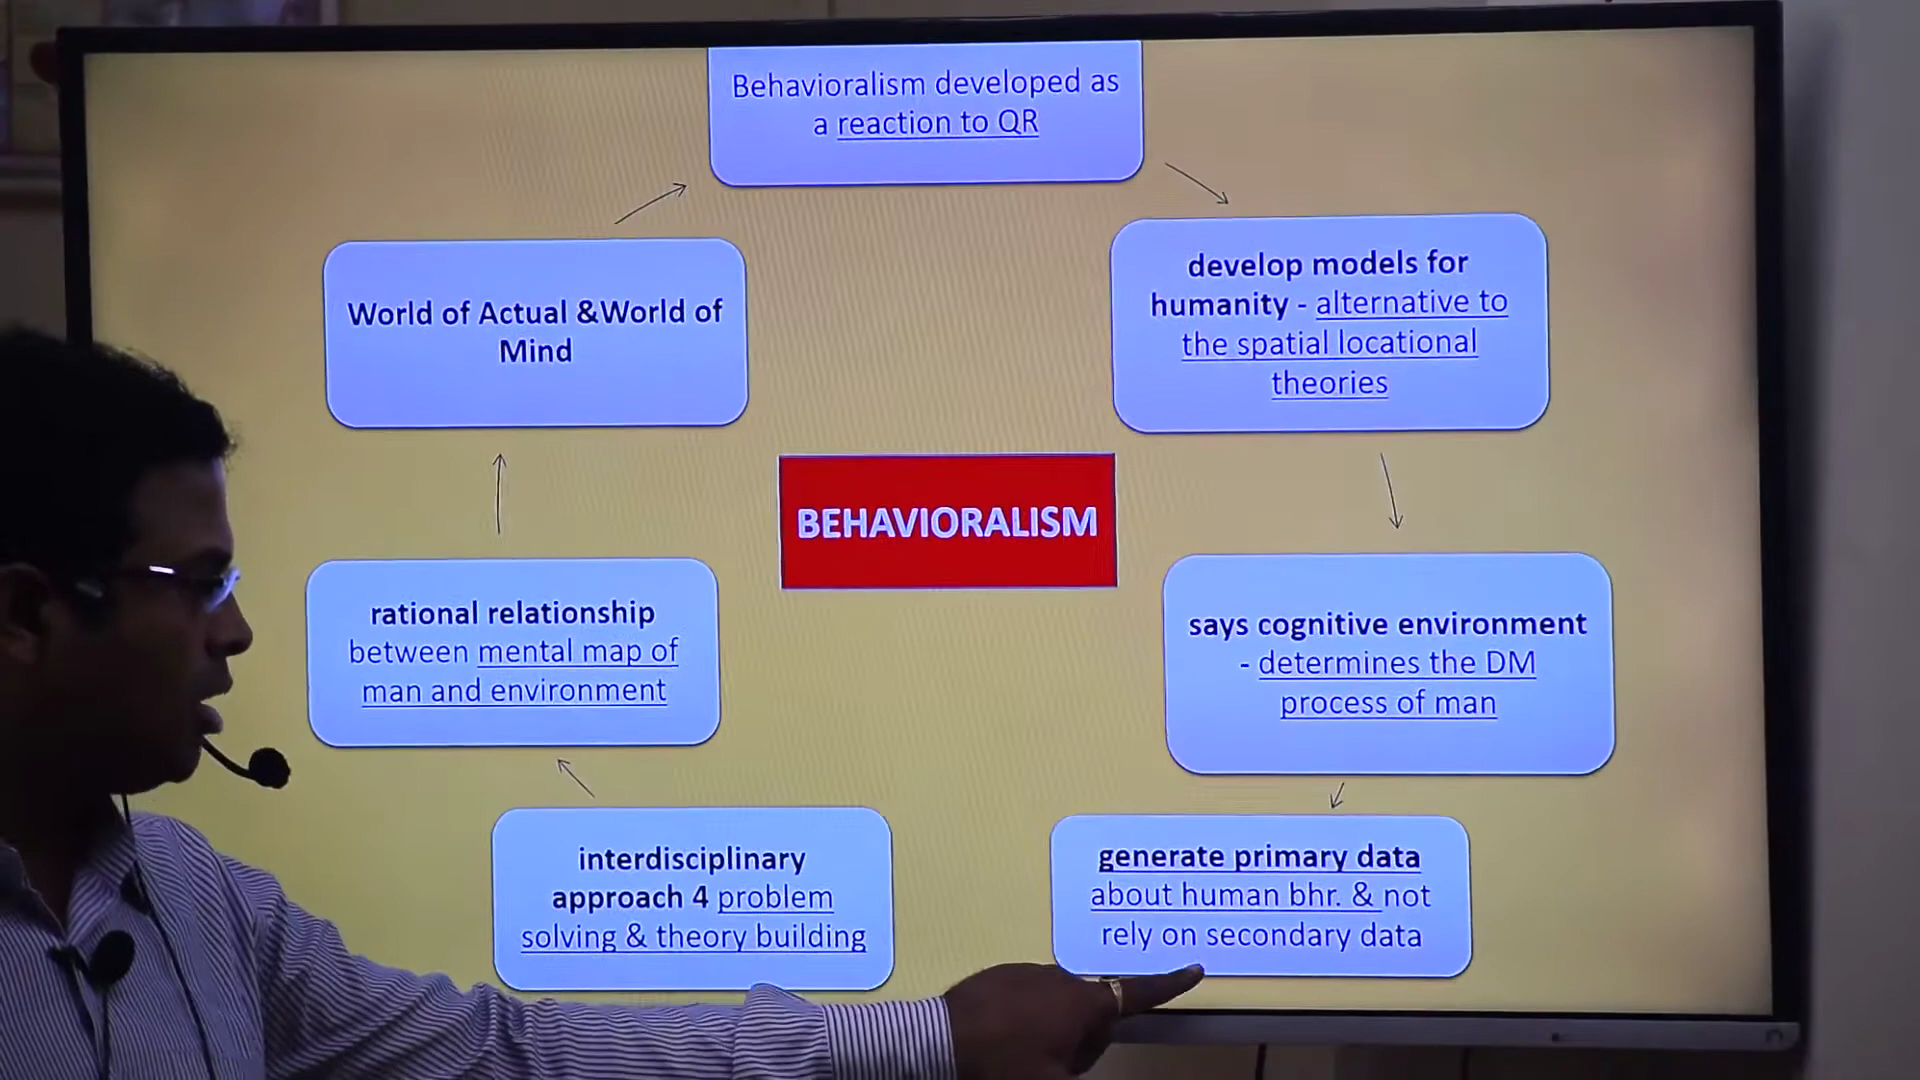 Behavioralism developed as
a reaction to QR
develop models for
humanity - alternative to
the spatial locational
theories
says cognitive environment
- determines the DM
process of man
generate primary data
about human bhr. & not
rely on secondary data
interdisciplinary
approach 4 problem
solving & theory building
rational relationship
between mental map of
man and environment
World of Actual &World of
Mind
BEHAVIORALISM